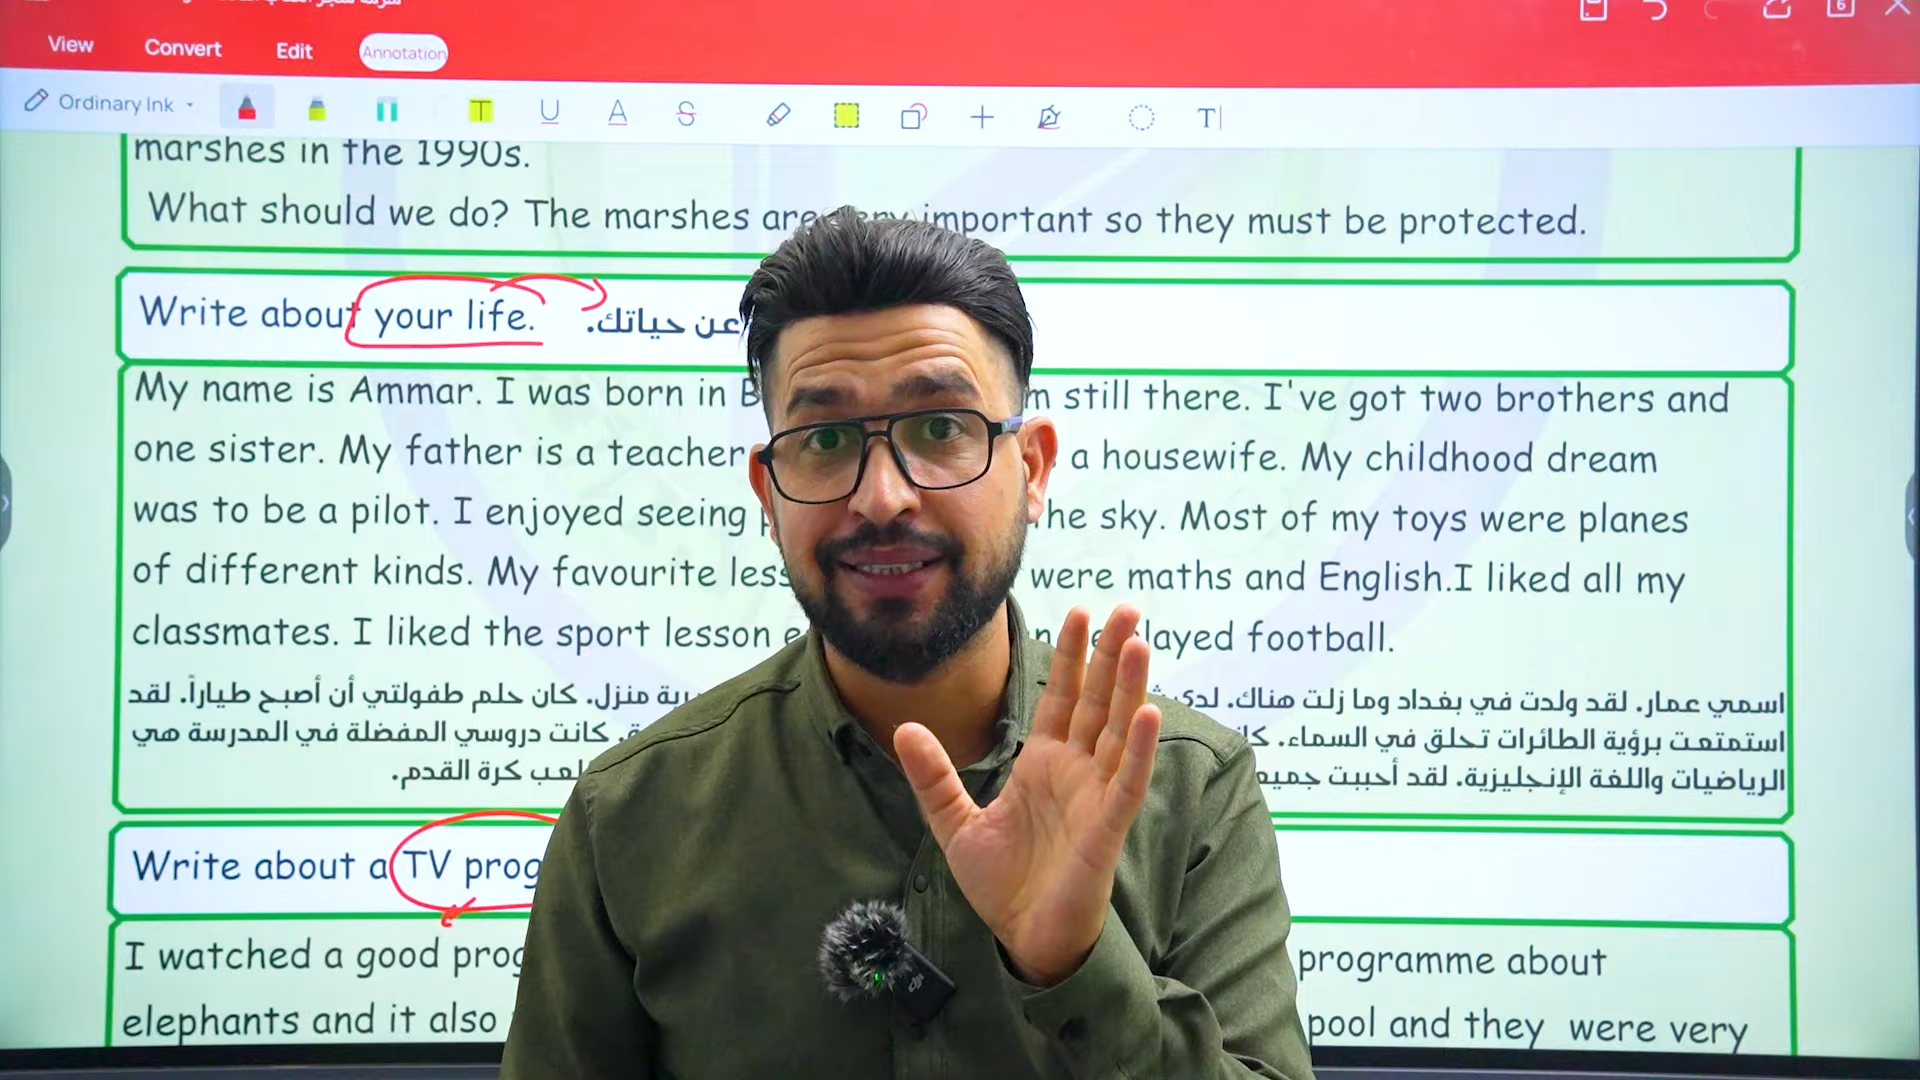 View Convert Edit Annotation
Ordinary Ink
marshes in the 1990s.
What should we do? The marshes are very important so they must be protected.
Write about your life. عن حياتك.
My name is Ammar. I was born in B m still there. I've got two brothers and
one sister. My father is a teacher a housewife. My childhood dream
was to be a pilot. I enjoyed seeing the sky. Most of my toys were planes
of different kinds. My favourite were maths and English.I liked all my
classmates. I liked the sport lesson played football.
اسمي عمار. لقد ولدت في بغداد وما زلت هناك. لدي منزل. كان حلم طفولتي أن أصبح طياراً. لقد
استمتعت برؤية الطائرات تحلق في السماء. كانت دروسي المفضلة في المدرسة هي
الرياضيات واللغة الإنجليزية. لقد أحببت كرة القدم.
Write about a TV
I watched a good programme about
elephants and it also pool and they were very